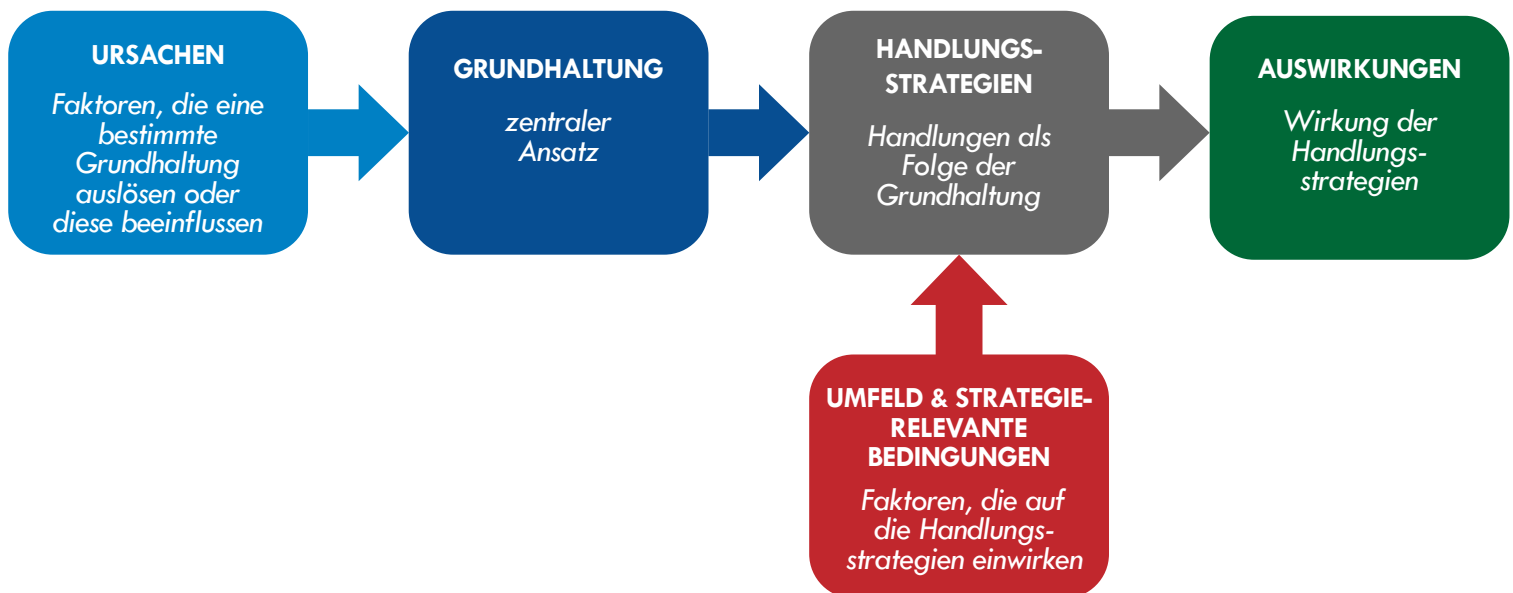 URSACHEN
Faktoren, die eine
bestimmte
Grundhaltung
auslösen oder
diese beeinflussen
GRUNDHALTUNG
zentraler
Ansatz
HANDLUNGS-
STRATEGIEN
Handlungen als
Folge der
Grundhaltung
AUSWIRKUNGEN
Wirkung der
Handlungs-
strategien
UMFELD & STRATEGIE-
RELEVANTE
BEDINGUNGEN
Faktoren, die auf
die Handlungs-
strategien einwirken